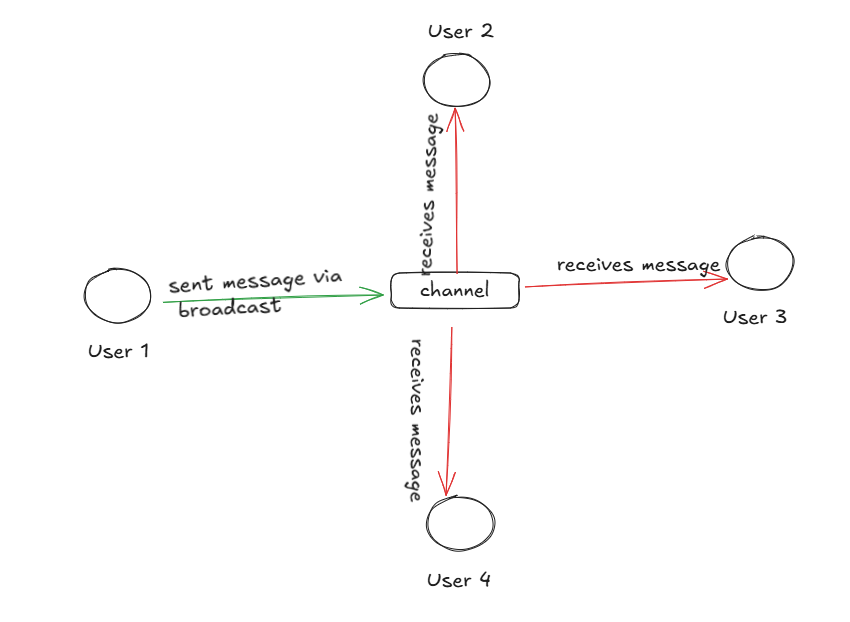 User 2
receives message
sent message via
broadcast
receives message
channel
User 3
User 1
receives message
User 4